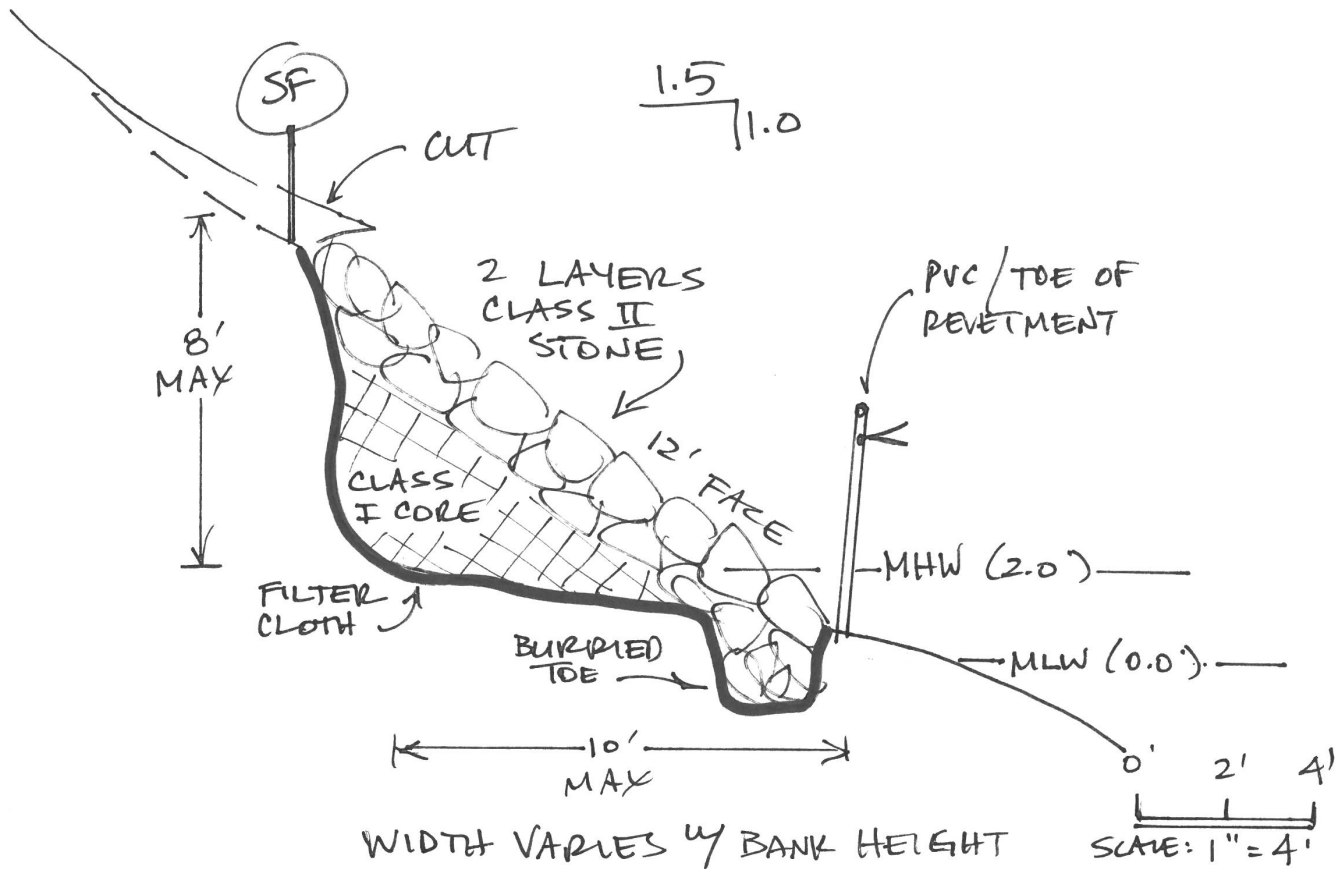 SF
1.5
1.0
CUT
2 LAYERS
CLASS II
STONE
PVC/TOE OF
REVETMENT
8'
MAX
12' FACE
CLASS
I CORE
MHW (2.0')
FILTER
CLOTH
BURRIED
TOE
MLW (0.0')
10'
MAX
0' 2' 4'
WIDTH VARIES W/ BANK HEIGHT
SCALE: 1" = 4'